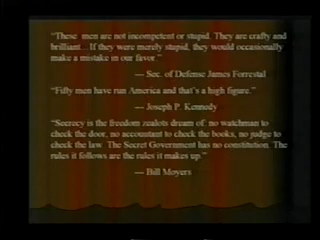 “These men are not incompetent or stupid. They are crafty and
brilliant... If they were merely stupid, they would occasionally
make a mistake in our favor.”
— Sec. of Defense James Forrestal
“Fifty men have run America and that's a high figure.”
— Joseph P. Kennedy
“Secrecy is the freedom zealots dream of: no watchman to
check the door, no accountant to check the books, no judge to
check the law. The Secret Government has no constitution. The
rules it follows are the rules it makes up.”
— Bill Moyers